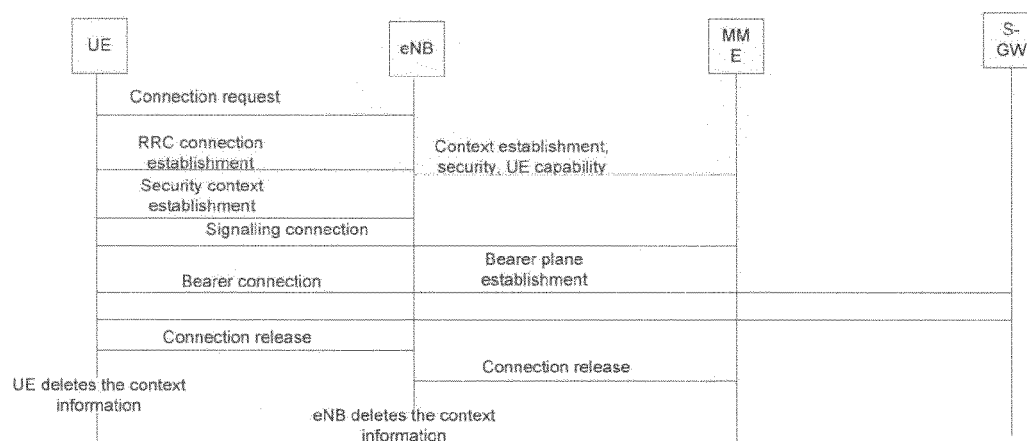 UE
eNB
MM
E
S-
GW
Connection request
RRC connection
establishment
Context establishment,
security, UE capability
Security context
establishment
Signalling connection
Bearer plane
establishment
Bearer connection
Connection release
Connection release
UE deletes the context
information
eNB deletes the context
information